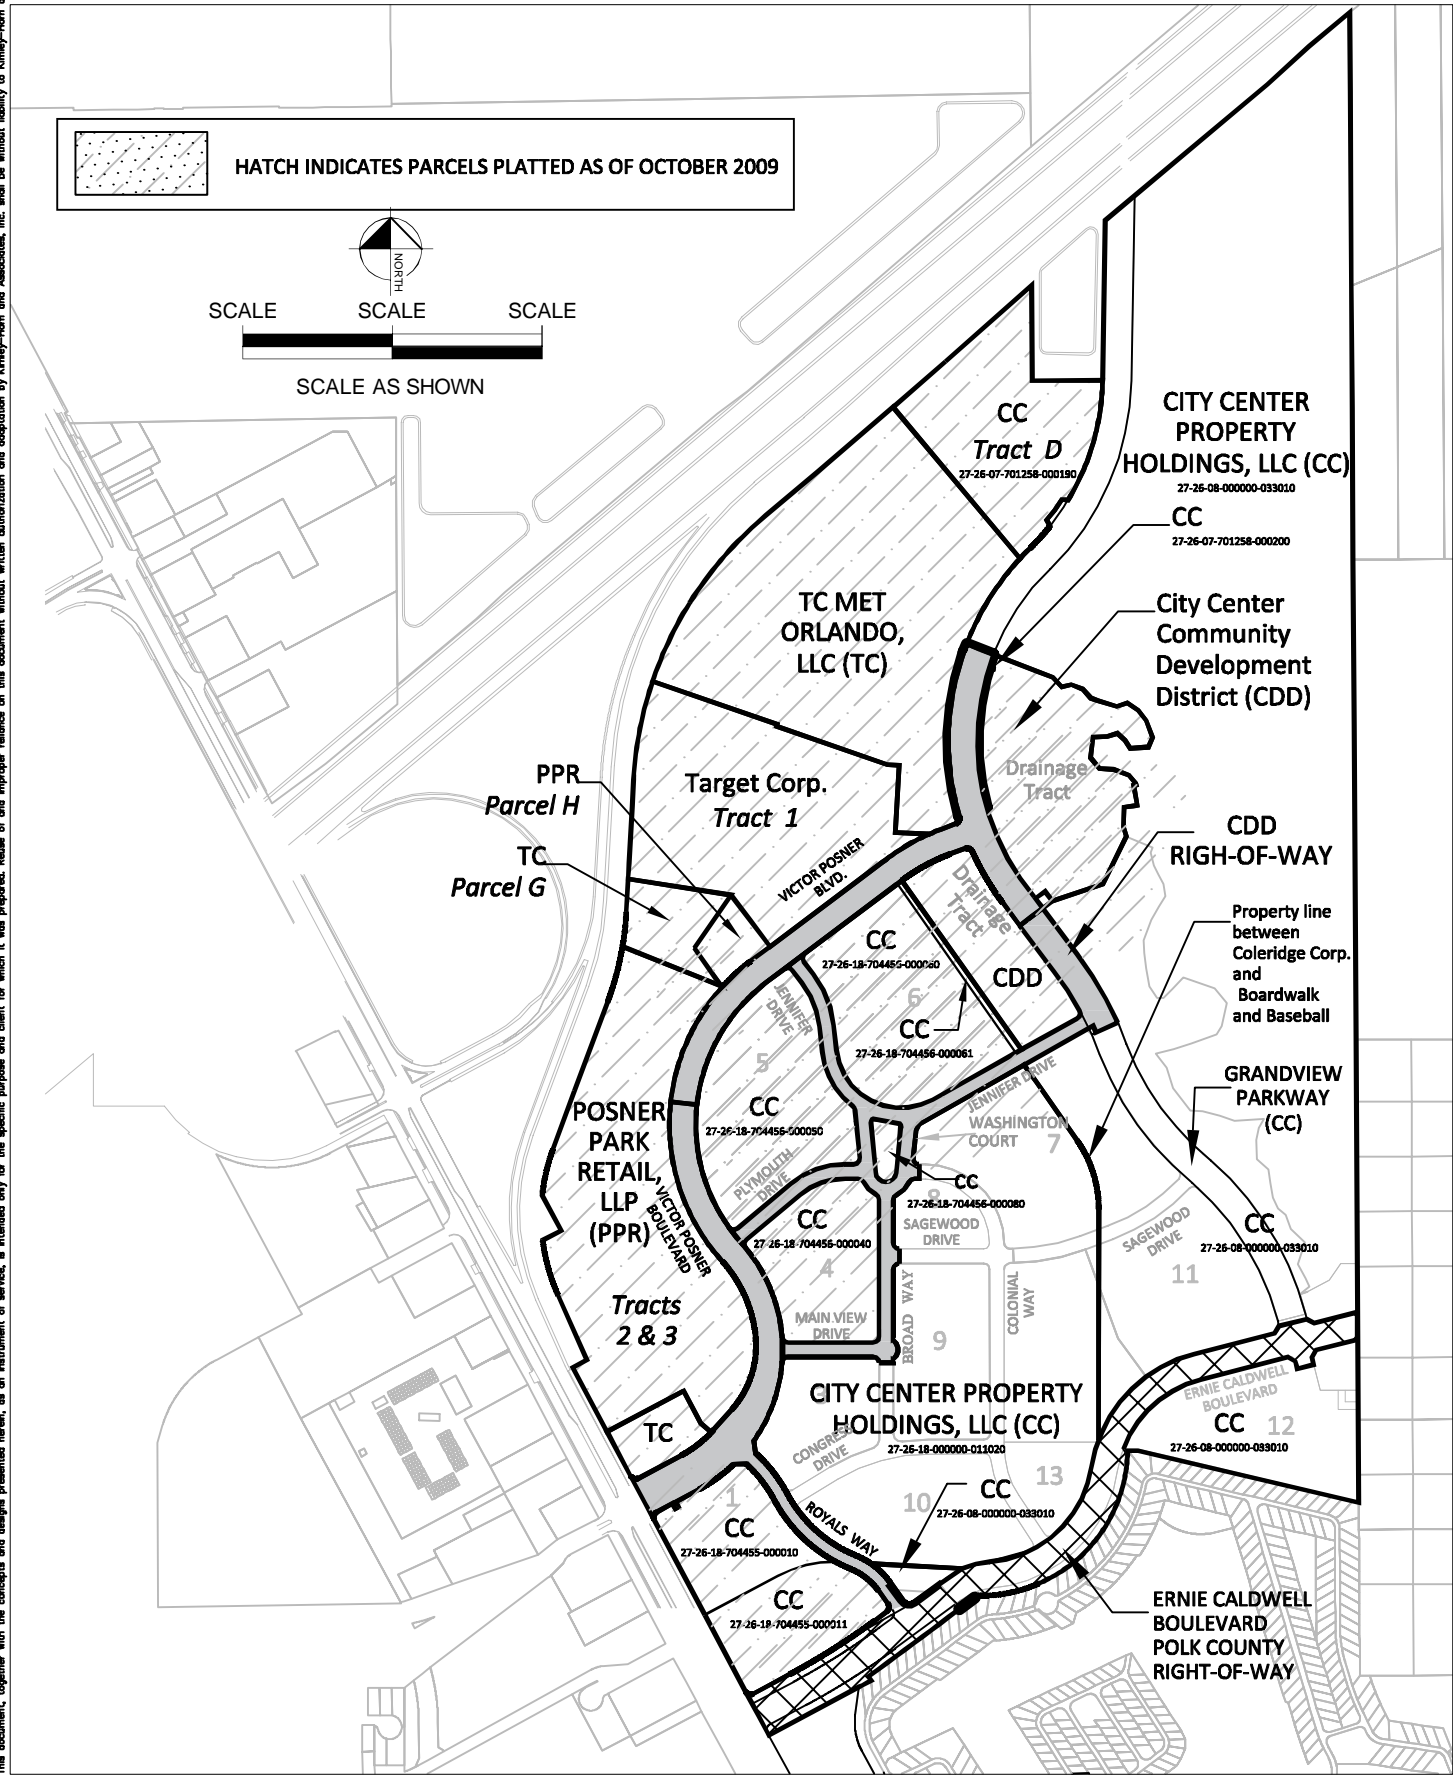 HATCH INDICATES PARCELS PLATTED AS OF OCTOBER 2009
NORTH
SCALE SCALE SCALE
SCALE AS SHOWN
CC
Tract D
27-26-07-701258-000190
CITY CENTER
PROPERTY
HOLDINGS, LLC (CC)
27-26-08-000000-033010
CC
27-26-07-701258-000200
TC MET
ORLANDO,
LLC (TC)
City Center
Community
Development
District (CDD)
Drainage
Tract
PPR
Parcel H
Target Corp.
Tract 1
TC
Parcel G
VICTOR POSNER
BLVD.
CDD
RIGH-OF-WAY
Drainage
Tract
CDD
Property line
between
Coleridge Corp.
and
Boardwalk
and Baseball
CC
27-26-18-704456-000060
6
CC
27-26-18-704456-000061
JENNIFER
DRIVE
5
CC
27-26-18-704456-000050
JENNIFER DRIVE
WASHINGTON
COURT
7
GRANDVIEW
PARKWAY
(CC)
POSNER
PARK
RETAIL,
LLP
(PPR)
VICTOR POSNER
BOULEVARD
Tracts
2 & 3
PLYMOUTH
DRIVE
CC
27-26-18-704456-000080
8
SAGEWOOD
DRIVE
CC
27-26-18-704456-000040
4
SAGEWOOD
DRIVE
CC
27-26-08-000000-033010
11
MAIN VIEW
DRIVE
BROAD WAY
9
COLONIAL
WAY
3
CITY CENTER PROPERTY
HOLDINGS, LLC (CC)
27-26-18-000000-011020
CONGRESS
DRIVE
ERNIE CALDWELL
BOULEVARD
CC
12
27-26-08-000000-033010
TC
13
10
CC
27-26-08-000000-033010
1
CC
27-26-18-704455-000010
ROYALS WAY
CC
27-26-18-704455-000011
ERNIE CALDWELL
BOULEVARD
POLK COUNTY
RIGHT-OF-WAY